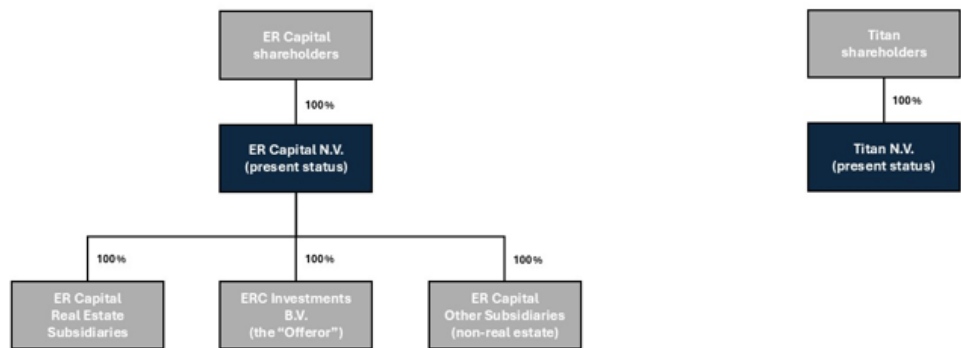 ER Capital
shareholders
100%
ER Capital N.V.
(present status)
100%
100%
100%
ER Capital
Real Estate
Subsidiaries
ERC Investments
B.V.
(the “Offeror”)
ER Capital
Other Subsidiaries
(non-real estate)
Titan
shareholders
100%
Titan N.V.
(present status)